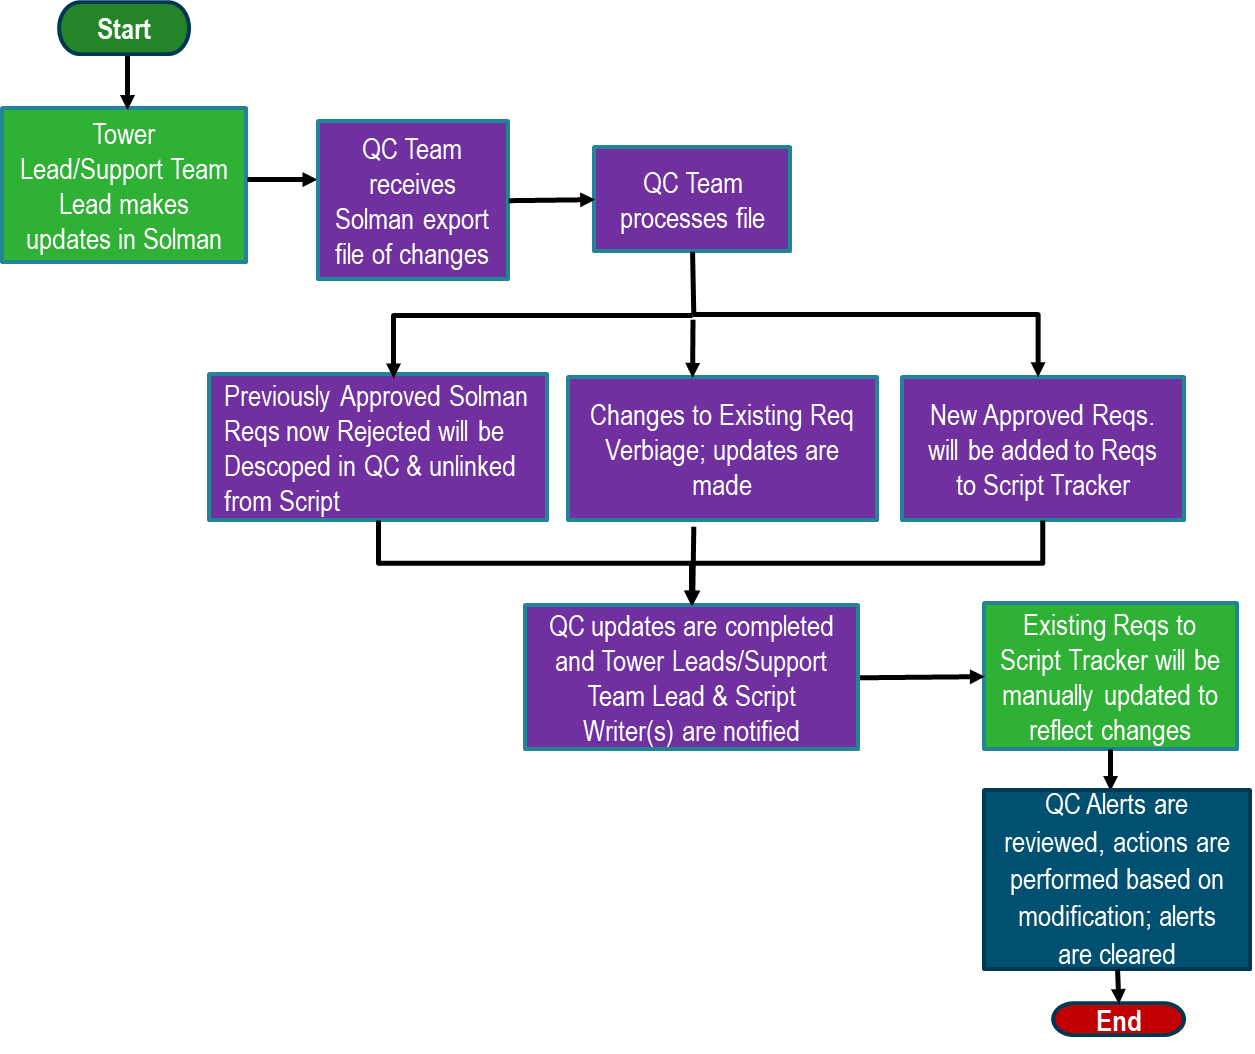 Start
Tower
Lead/Support Team
Lead makes
updates in Solman
QC Team
receives
Solman export
file of changes
QC Team
processes file
Previously Approved Solman
Reqs now Rejected will be
Descoped in QC & unlinked
from Script
Changes to Existing Req
Verbiage; updates are
made
New Approved Reqs.
will be added to Reqs
to Script Tracker
QC updates are completed
and Tower Leads/Support
Team Lead & Script
Writer(s) are notified
Existing Reqs to
Script Tracker will be
manually updated to
reflect changes
QC Alerts are
reviewed, actions are
performed based on
modification; alerts
are cleared
End